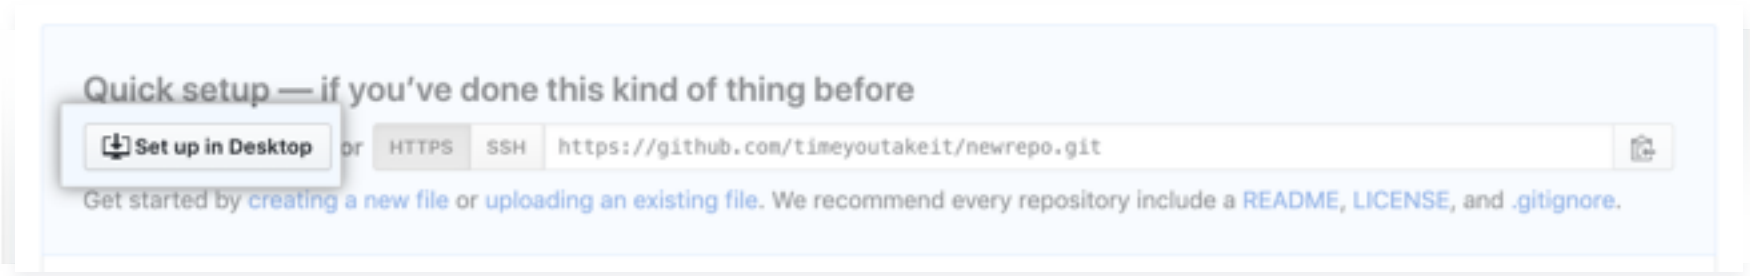 Quick setup — if you've done this kind of thing before
Set up in Desktop or HTTPS SSH https://github.com/timeyoutakeit/newrepo.git
Get started by creating a new file or uploading an existing file. We recommend every repository include a README, LICENSE, and .gitignore.